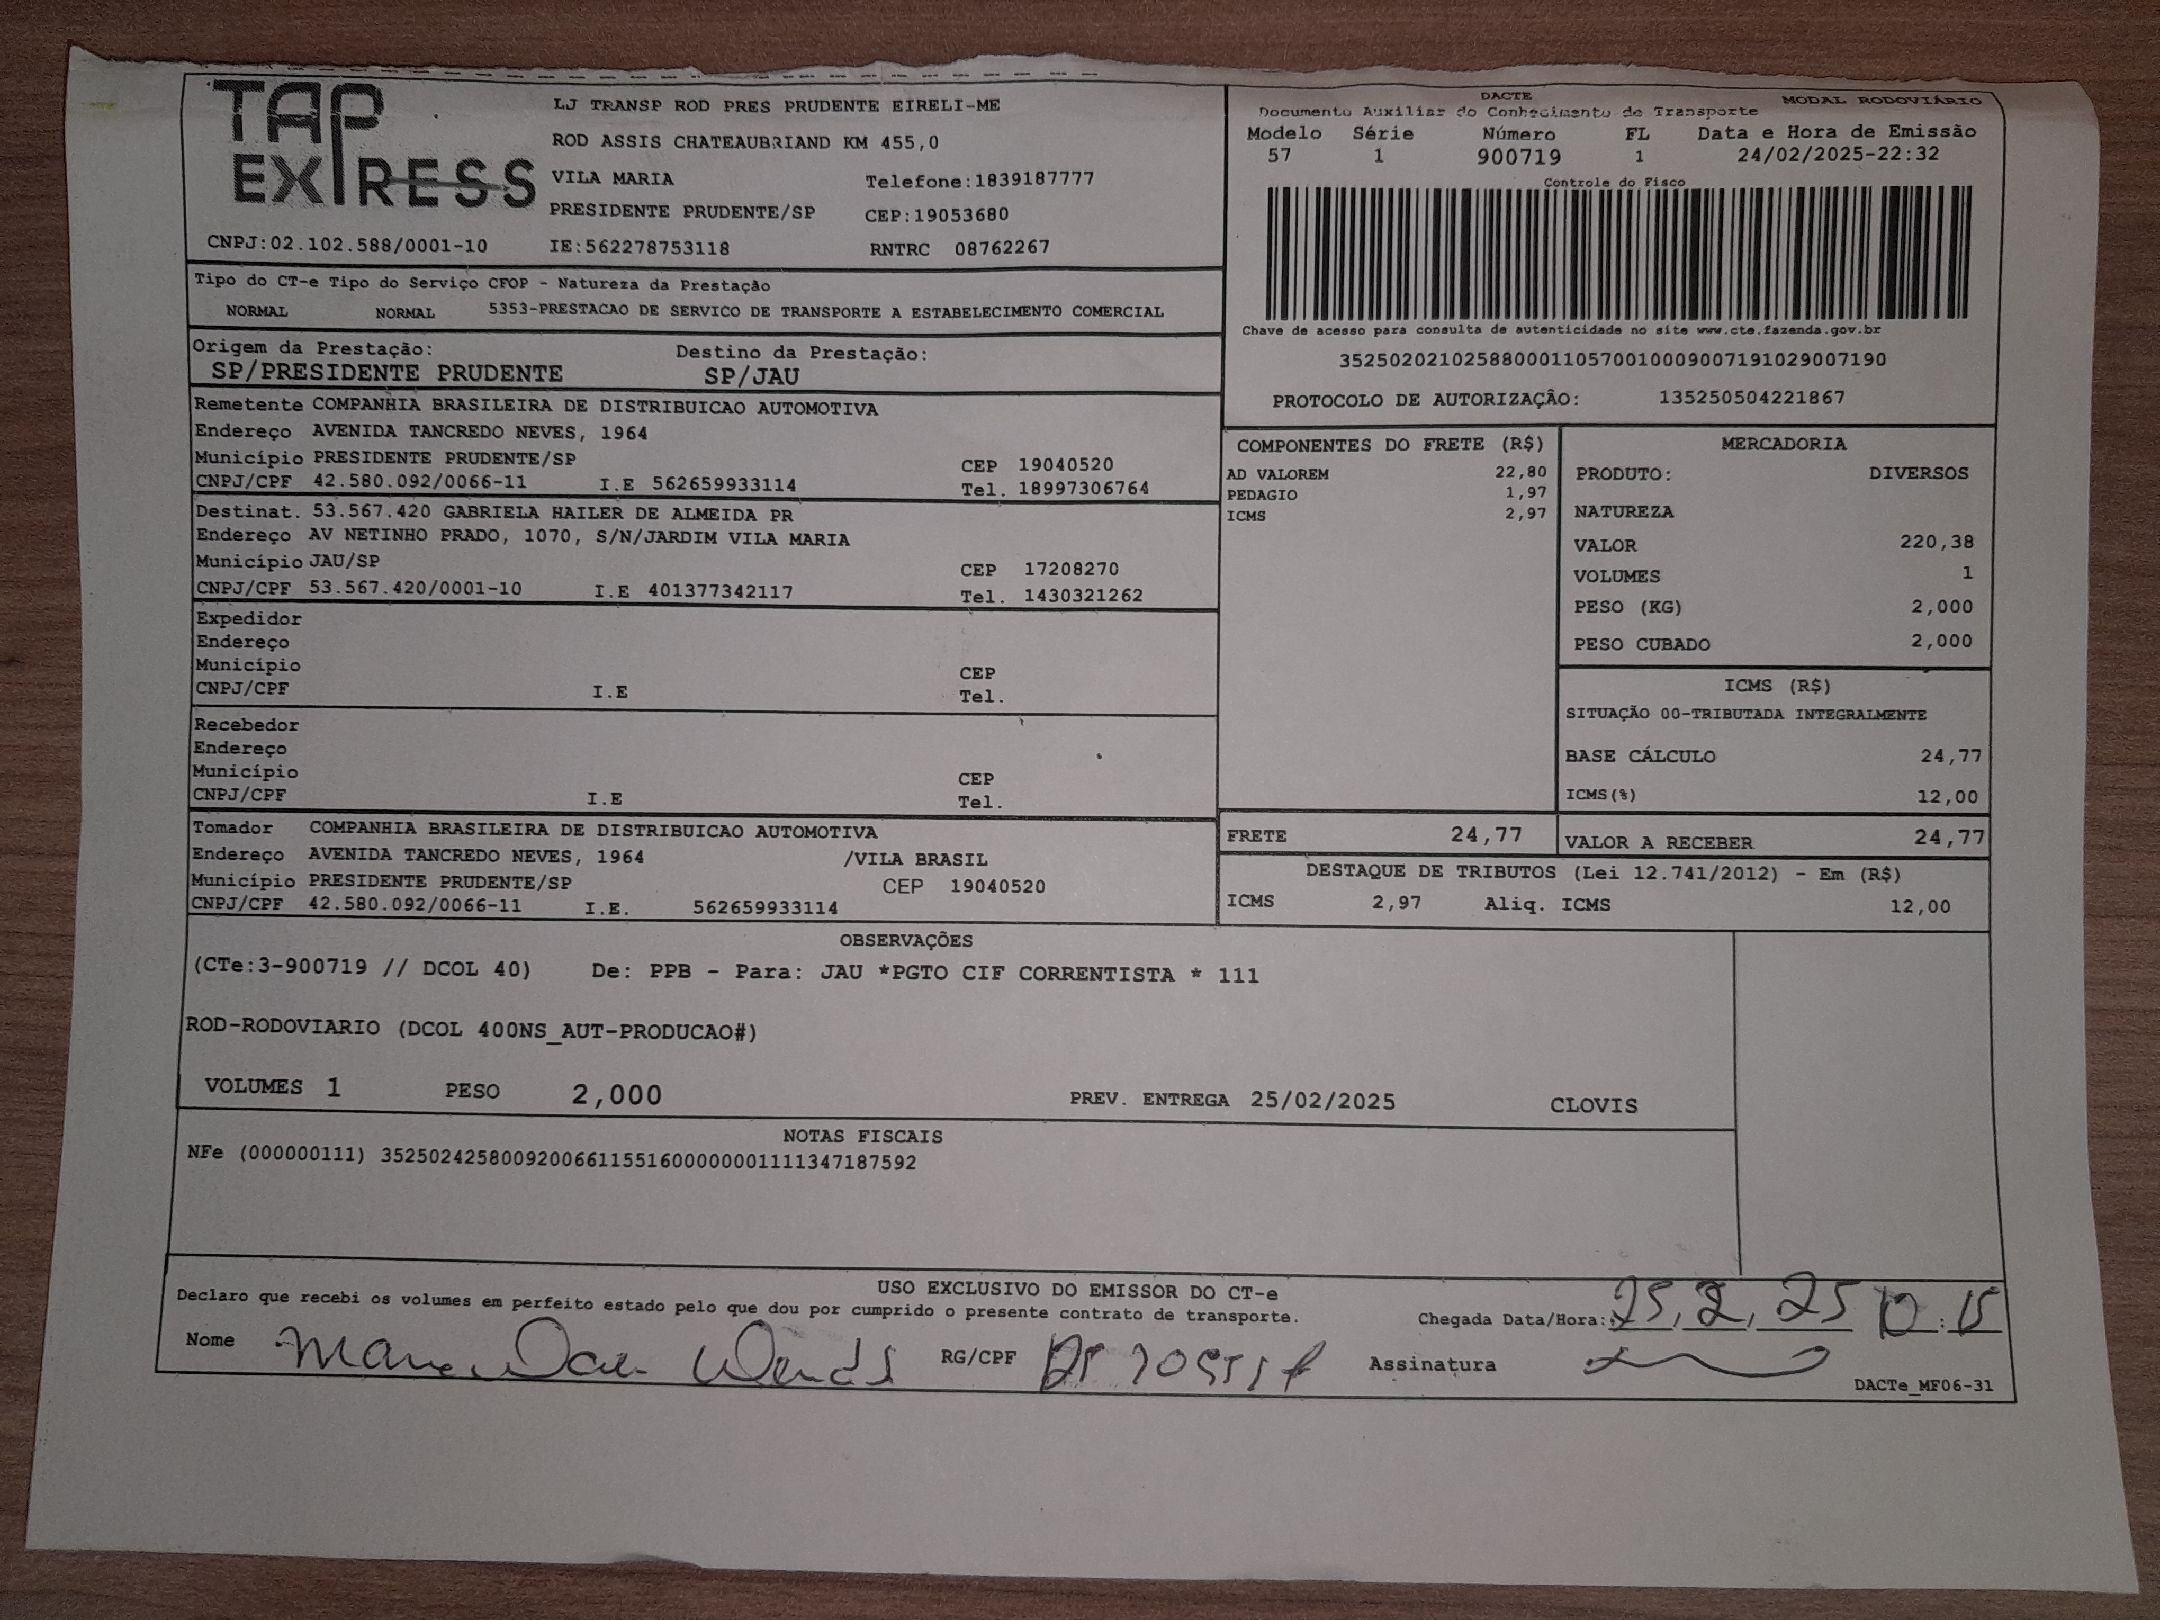 TAP EXPRESS
LJ TRANSP ROD PRES PRUDENTE EIRELI-ME
ROD ASSIS CHATEAUBRIAND KM 455,0
VILA MARIA Telefone:1839187777
PRESIDENTE PRUDENTE/SP CEP:19053680
CNPJ:02.102.588/0001-10 IE:562278753118 RNTRC 08762267
DACTE MODAL RODOVIÁRIO
Documento Auxiliar do Conhecimento de Transporte
Modelo Série Número FL Data e Hora de Emissão
57 1 900719 1 24/02/2025-22:32
Controle do Fisco
Chave de acesso para consulta de autenticidade no site www.cte.fazenda.gov.br
35250202102588000110570010009007191029007190
PROTOCOLO DE AUTORIZAÇÂO: 135250504221867
Tipo do CT-e Tipo do Serviço CFOP - Natureza da Prestação
NORMAL NORMAL 5353-PRESTACAO DE SERVICO DE TRANSPORTE A ESTABELECIMENTO COMERCIAL
Origem da Prestação: Destino da Prestação:
SP/PRESIDENTE PRUDENTE SP/JAU
Remetente COMPANHIA BRASILEIRA DE DISTRIBUICAO AUTOMOTIVA
Endereço AVENIDA TANCREDO NEVES, 1964
Município PRESIDENTE PRUDENTE/SP CEP 19040520
CNPJ/CPF 42.580.092/0066-11 I.E 562659933114 Tel. 18997306764
Destinat. 53.567.420 GABRIELA HAILER DE ALMEIDA PR
Endereço AV NETINHO PRADO, 1070, S/N/JARDIM VILA MARIA
Município JAU/SP CEP 17208270
CNPJ/CPF 53.567.420/0001-10 I.E 401377342117 Tel. 1430321262
Expedidor
Endereço
Município CEP
CNPJ/CPF I.E Tel.
Recebedor
Endereço
Município CEP
CNPJ/CPF I.E Tel.
Tomador COMPANHIA BRASILEIRA DE DISTRIBUICAO AUTOMOTIVA
Endereço AVENIDA TANCREDO NEVES, 1964 /VILA BRASIL
Município PRESIDENTE PRUDENTE/SP CEP 19040520
CNPJ/CPF 42.580.092/0066-11 I.E. 562659933114
COMPONENTES DO FRETE (R$)
AD VALOREM 22,80
PEDAGIO 1,97
ICMS 2,97
MERCADORIA
PRODUTO: DIVERSOS
NATUREZA
VALOR 220,38
VOLUMES 1
PESO (KG) 2,000
PESO CUBADO 2,000
ICMS (R$)
SITUAÇÃO 00-TRIBUTADA INTEGRALMENTE
BASE CÁLCULO 24,77
ICMS(%) 12,00
FRETE 24,77 VALOR A RECEBER 24,77
DESTAQUE DE TRIBUTOS (Lei 12.741/2012) - Em (R$)
ICMS 2,97 Aliq. ICMS 12,00
OBSERVAÇÕES
(CTe:3-900719 // DCOL 40) De: PPB - Para: JAU *PGTO CIF CORRENTISTA * 111
ROD-RODOVIARIO (DCOL 400NS_AUT-PRODUCAO#)
VOLUMES 1 PESO 2,000 PREV. ENTREGA 25/02/2025 CLOVIS
NOTAS FISCAIS
NFe (000000111) 35250242580092006611551600000001111347187592
USO EXCLUSIVO DO EMISSOR DO CT-e
Declaro que recebi os volumes em perfeito estado pelo que dou por cumprido o presente contrato de transporte.
Chegada Data/Hora: 25, 2, 25
Nome RG/CPF Assinatura
DACTe_MF06-31